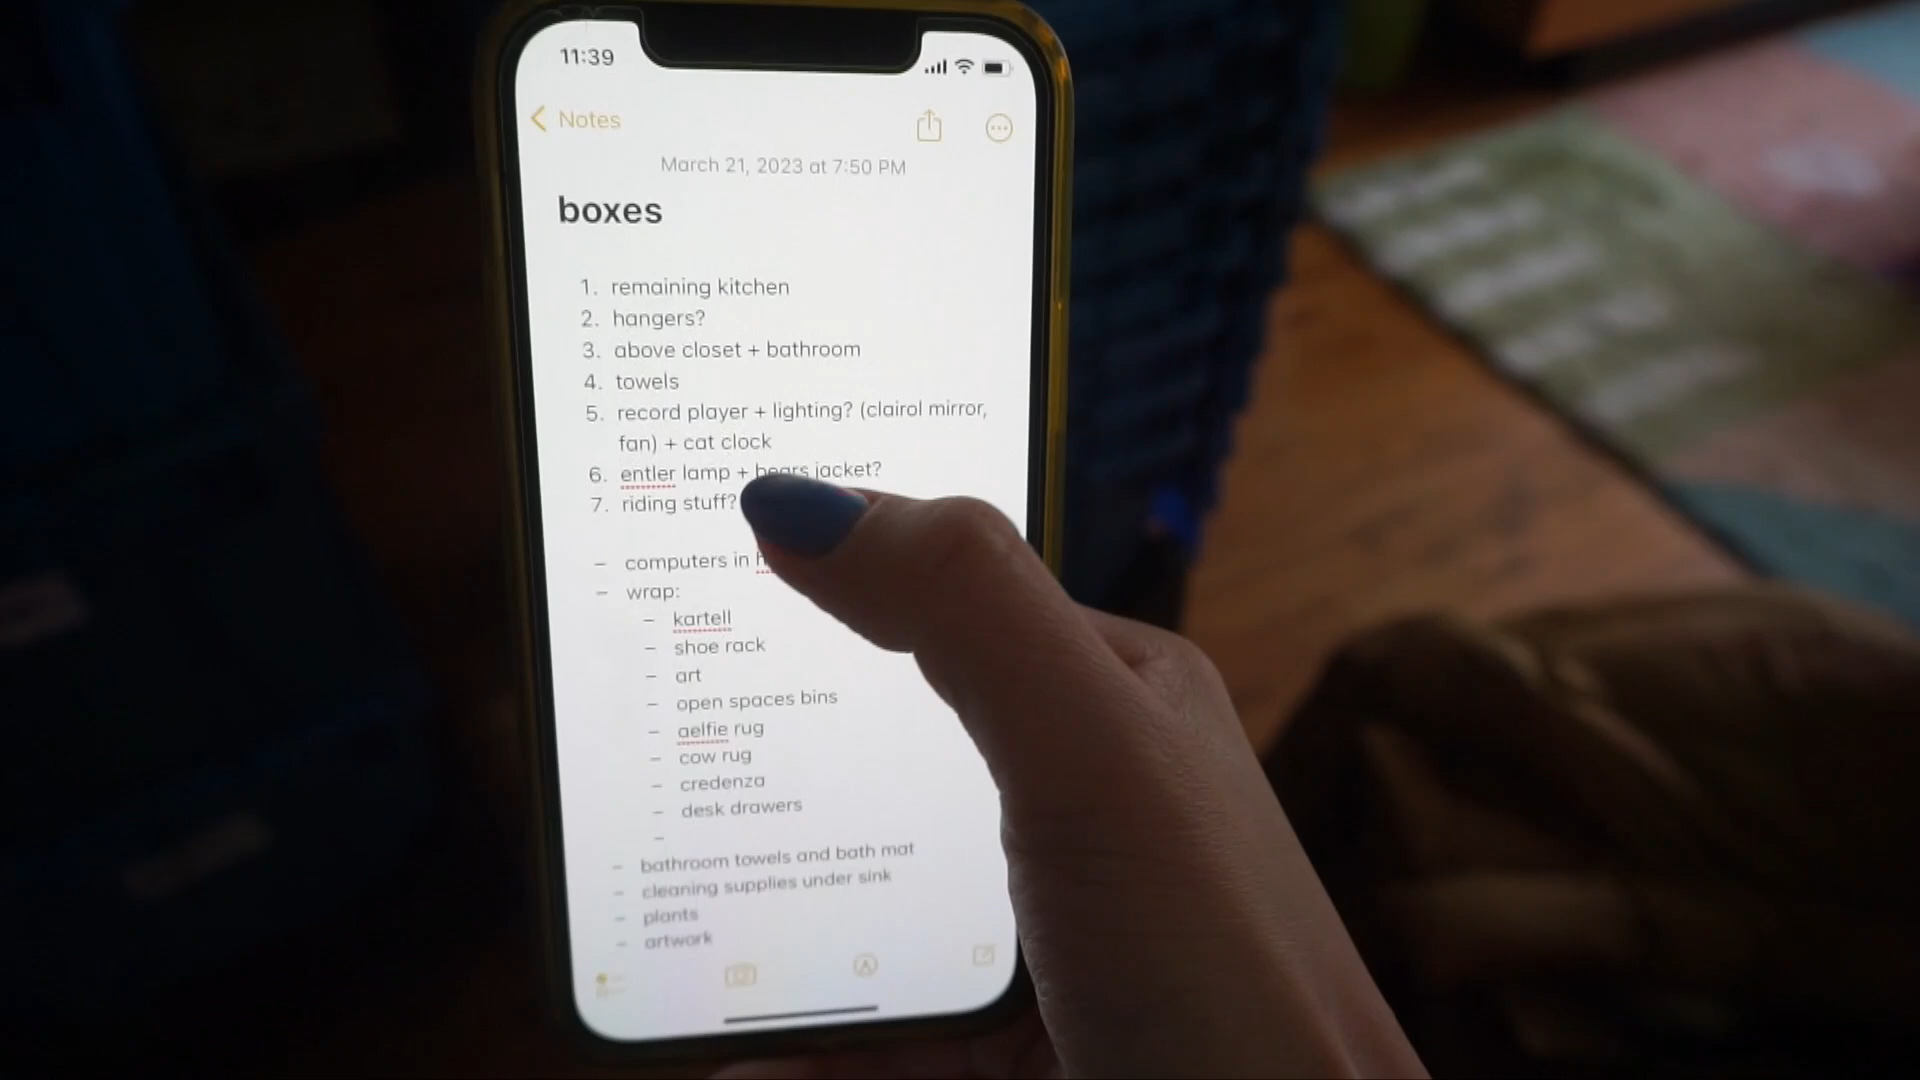 11:39
Notes
March 21, 2023 at 7:50 PM
boxes
1. remaining kitchen
2. hangers?
3. above closet + bathroom
4. towels
5. record player + lighting? (clairol mirror,
fan) + cat clock
6. entler lamp + bears jacket?
7. riding stuff?
– computers in
– wrap:
– kartell
– shoe rack
– art
– open spaces bins
– aelfie rug
– cow rug
– credenza
– desk drawers
–
– bathroom towels and bath mat
– cleaning supplies under sink
– plants
– artwork